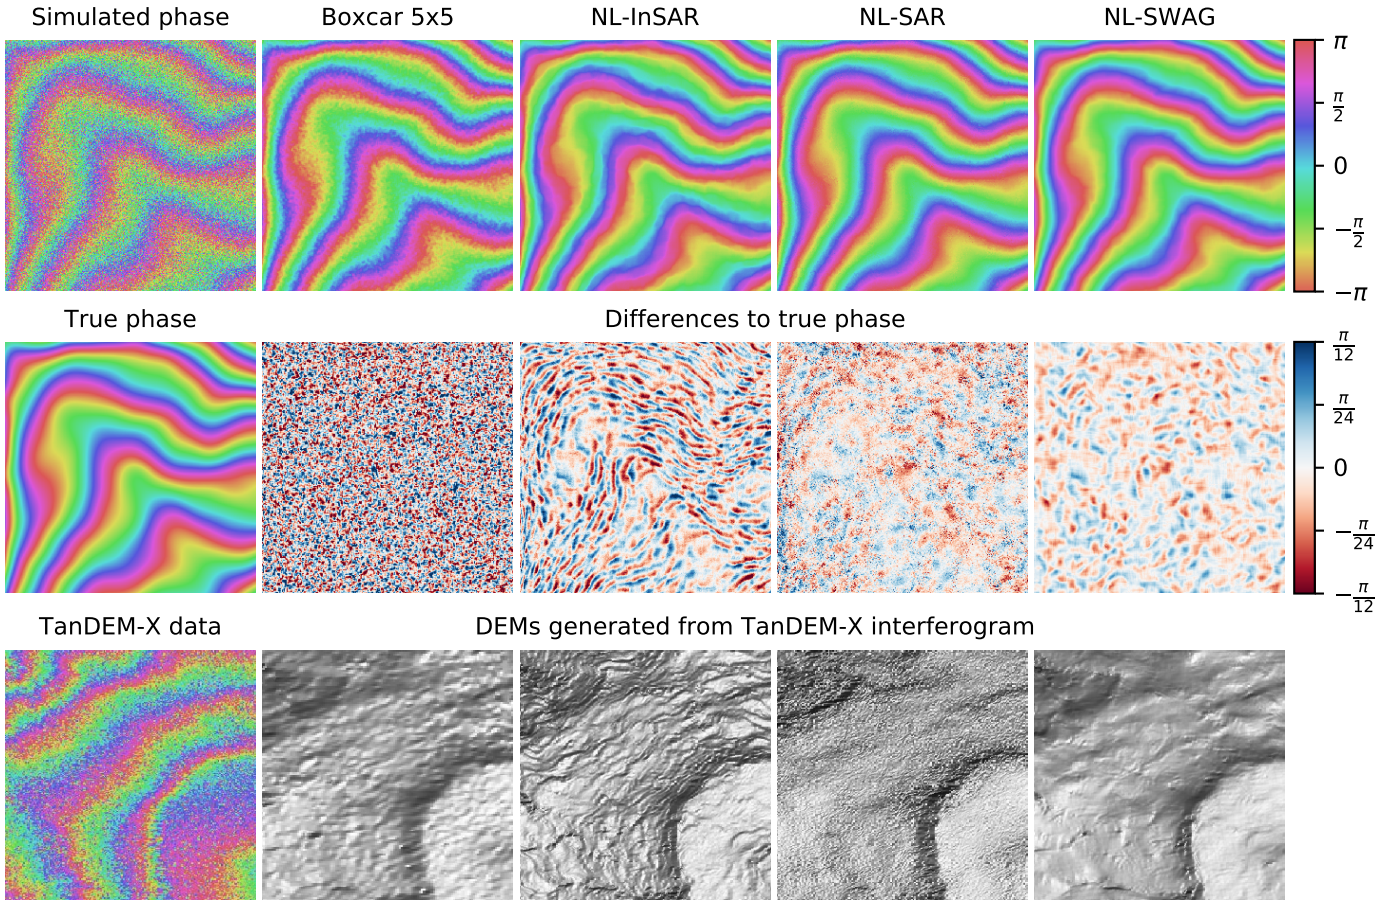 Simulated phase Boxcar 5x5 NL-InSAR NL-SAR NL-SWAG
π
π/2
0
−π/2
−π
True phase Differences to true phase
π/12
π/24
0
−π/24
−π/12
TanDEM-X data DEMs generated from TanDEM-X interferogram